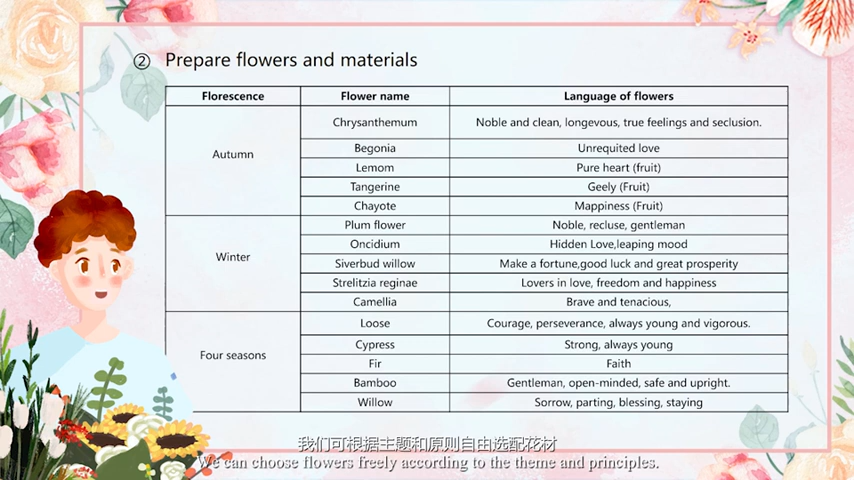 ② Prepare flowers and materials
Florescence Flower name Language of flowers
Autumn
Chrysanthemum Noble and clean, longevous, true feelings and seclusion.
Begonia Unrequited love
Lemom Pure heart (fruit)
Tangerine Geely (Fruit)
Chayote Mappiness (Fruit)
Winter
Plum flower Noble, recluse, gentleman
Oncidium Hidden Love,leaping mood
Siverbud willow Make a fortune,good luck and great prosperity
Strelitzia reginae Lovers in love, freedom and happiness
Camellia Brave and tenacious,
Four seasons
Loose Courage, perseverance, always young and vigorous.
Cypress Strong, always young
Fir Faith
Bamboo Gentleman, open-minded, safe and upright.
Willow Sorrow, parting, blessing, staying
我们可根据主题和原则自由选配花材
We can choose flowers freely according to the theme and principles.